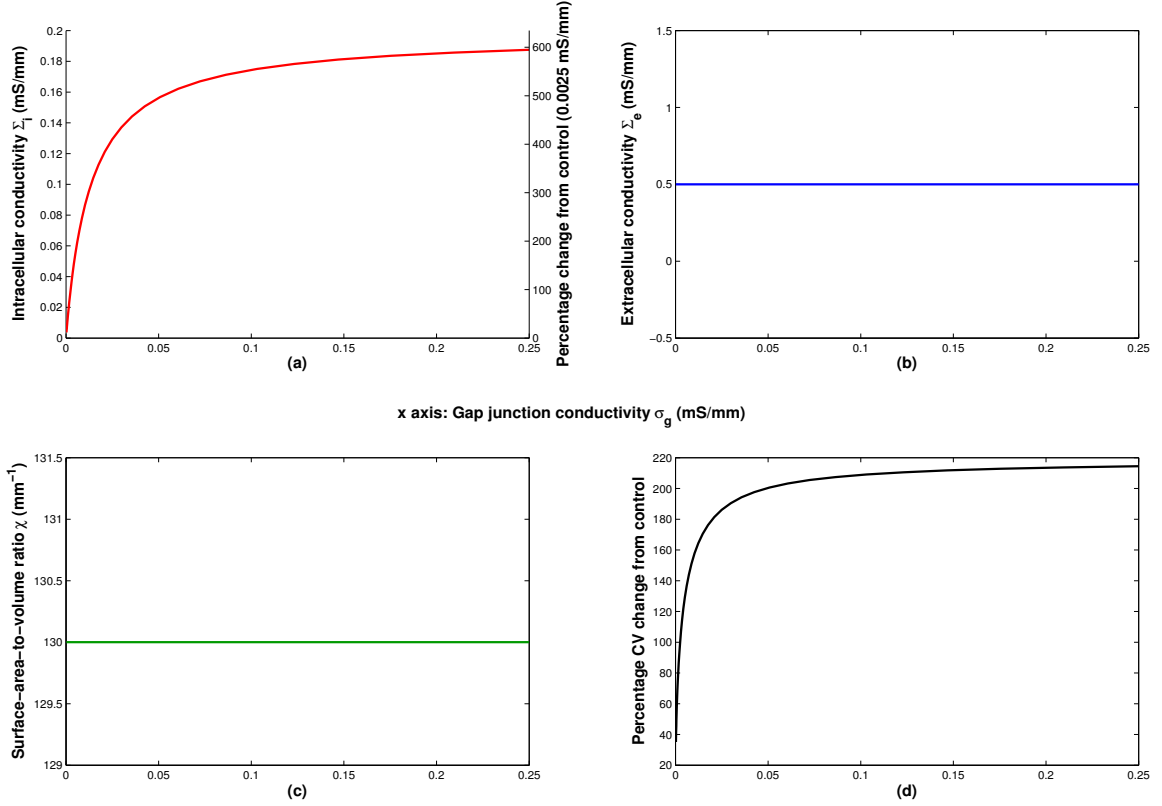 0.2
0.18
0.16
0.14
0.12
0.1
0.08
0.06
0.04
0.02
0
Intracellular conductivity Σi (mS/mm)
0 0.05 0.1 0.15 0.2 0.25
(a)
600
500
400
300
200
100
0
Percentage change from control (0.0025 mS/mm)
1.5
1
0.5
0
−0.5
Extracellular conductivity Σe (mS/mm)
0 0.05 0.1 0.15 0.2 0.25
(b)
x axis: Gap junction conductivity σg (mS/mm)
131.5
131
130.5
130
129.5
129
Surface−area−to−volume ratio χ (mm−1)
0 0.05 0.1 0.15 0.2 0.25
(c)
220
200
180
160
140
120
100
80
60
40
20
Percentage CV change from control
0 0.05 0.1 0.15 0.2 0.25
(d)